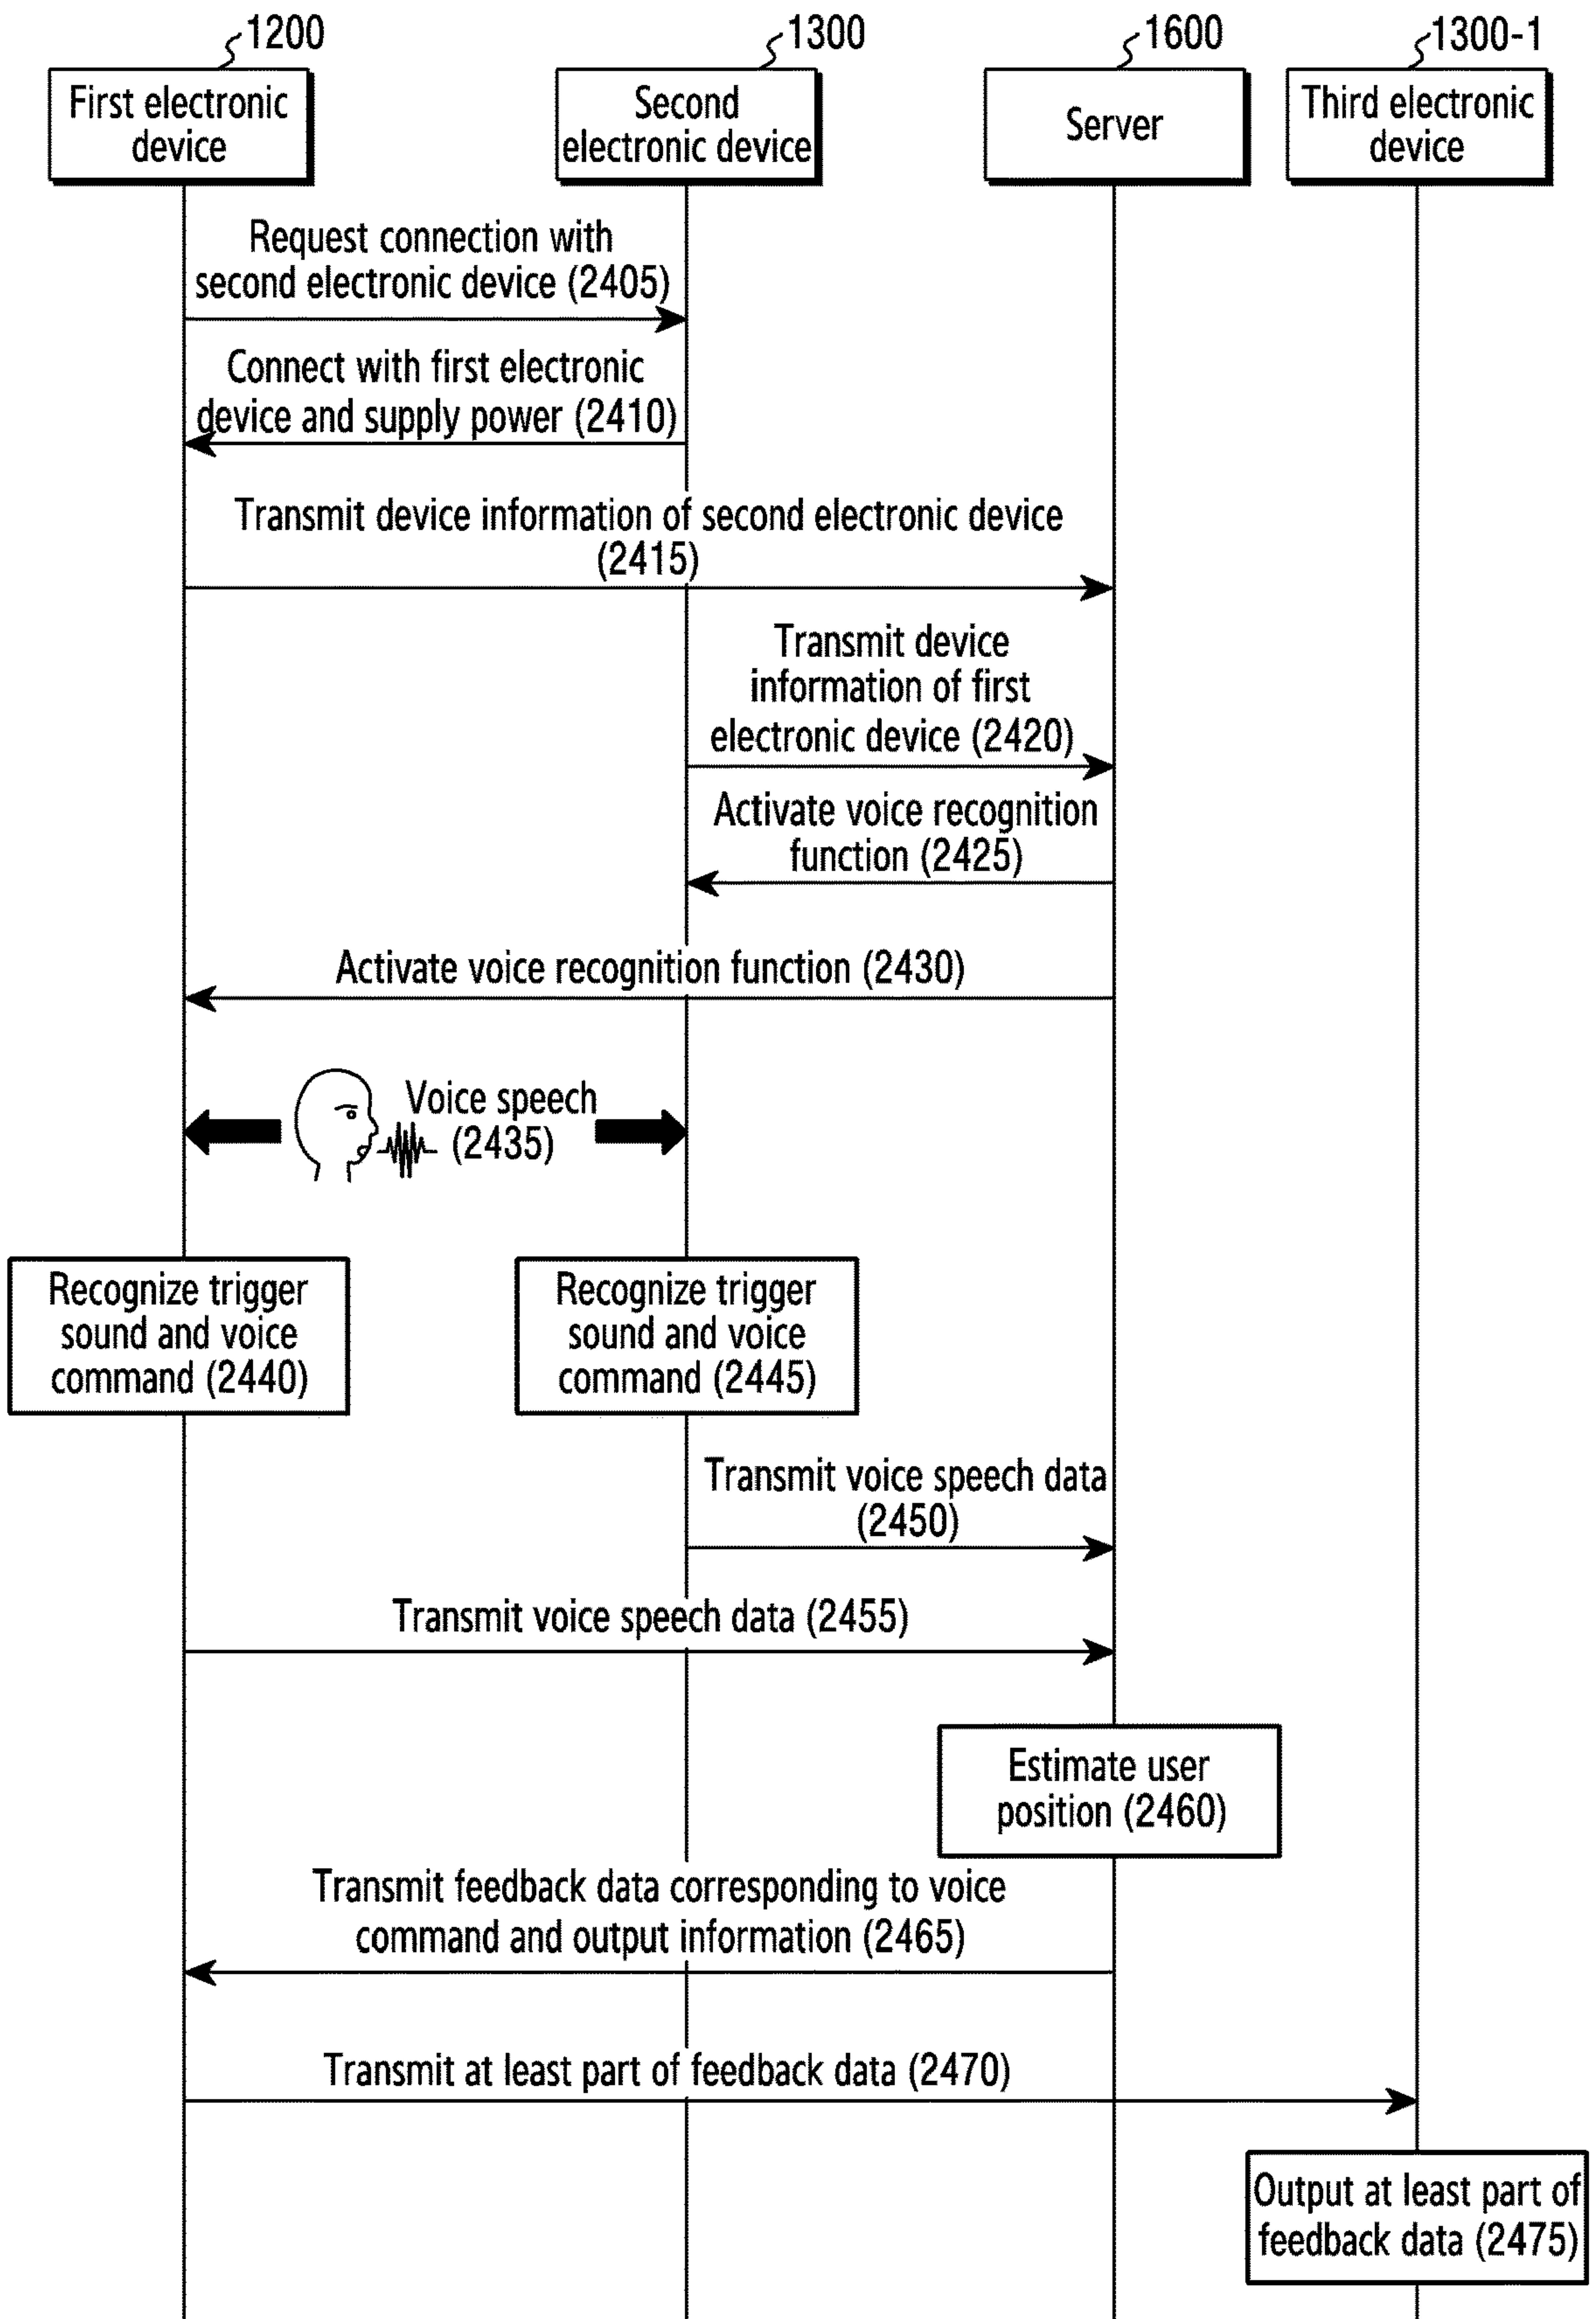 1200
1300
1600
1300-1
First electronic
device
Second
electronic device
Server
Third electronic
device
Request connection with
second electronic device (2405)
Connect with first electronic
device and supply power (2410)
Transmit device information of second electronic device
(2415)
Transmit device
information of first
electronic device (2420)
Activate voice recognition
function (2425)
Activate voice recognition function (2430)
Voice speech
(2435)
Recognize trigger
sound and voice
command (2440)
Recognize trigger
sound and voice
command (2445)
Transmit voice speech data
(2450)
Transmit voice speech data (2455)
Estimate user
position (2460)
Transmit feedback data corresponding to voice
command and output information (2465)
Transmit at least part of feedback data (2470)
Output at least part of
feedback data (2475)